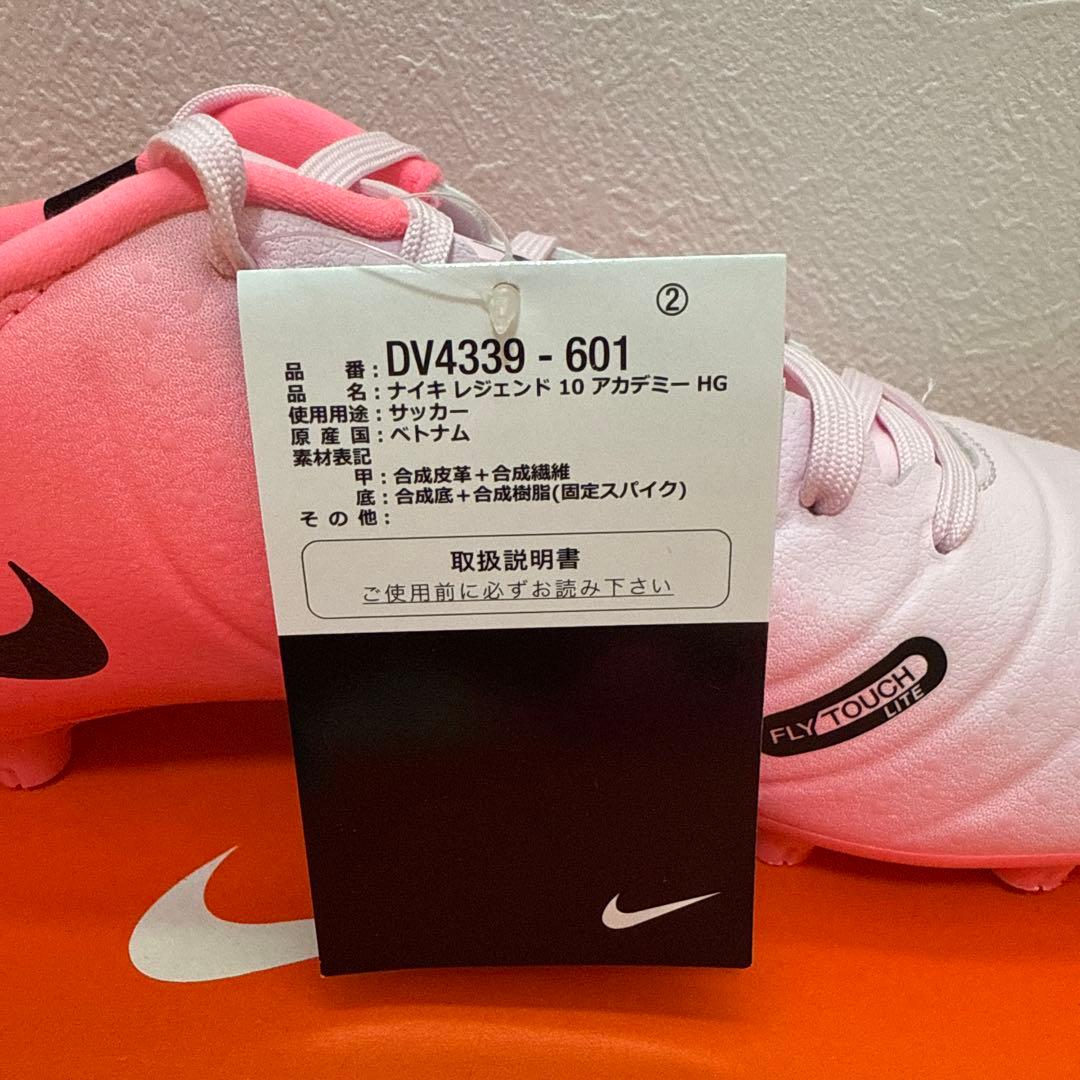 ②
品 番：DV4339 - 601
品 名：ナイキ レジェンド 10 アカデミー HG
使用用途：サッカー
原 産 国：ベトナム
素材表記
甲：合成皮革＋合成繊維
底：合成底＋合成樹脂(固定スパイク)
そ の 他：
取扱説明書
ご使用前に必ずお読み下さい
FLY TOUCH
LITE